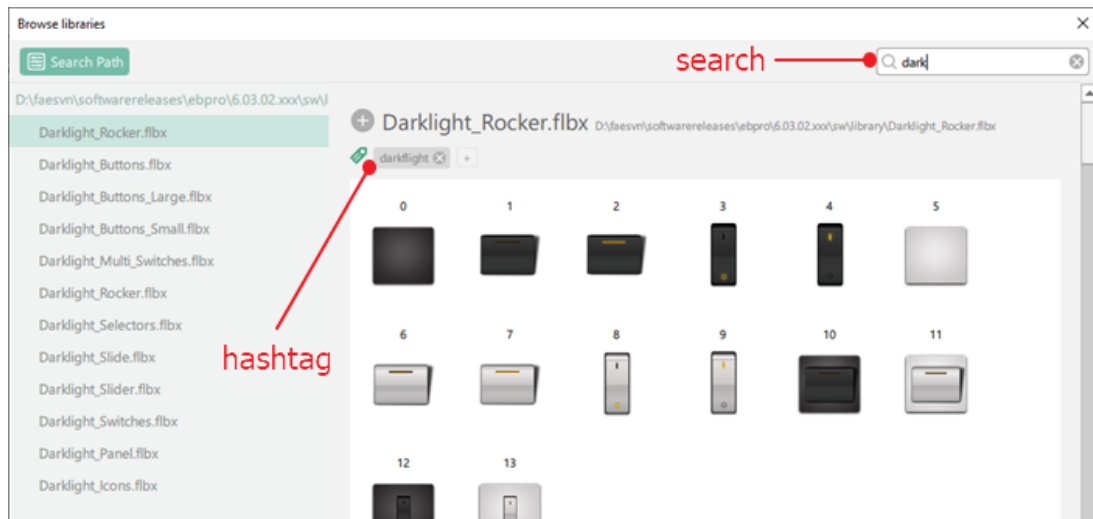 Browse libraries
Search Path
search
dark
D:\faesvn\softwarereleases\ebpro\6.03.02.xxx\sw\l
Darklight_Rocker.flbx
Darklight_Buttons.flbx
Darklight_Buttons_Large.flbx
Darklight_Buttons_Small.flbx
Darklight_Multi_Switches.flbx
Darklight_Rocker.flbx
Darklight_Selectors.flbx
Darklight_Slide.flbx
Darklight_Slider.flbx
Darklight_Switches.flbx
Darklight_Panel.flbx
Darklight_Icons.flbx
Darklight_Rocker.flbx D:\faesvn\softwarereleases\ebpro\6.03.02.xxx\sw\library\Darklight_Rocker.flbx
darkflight
hashtag
0 1 2 3 4 5
6 7 8 9 10 11
12 13